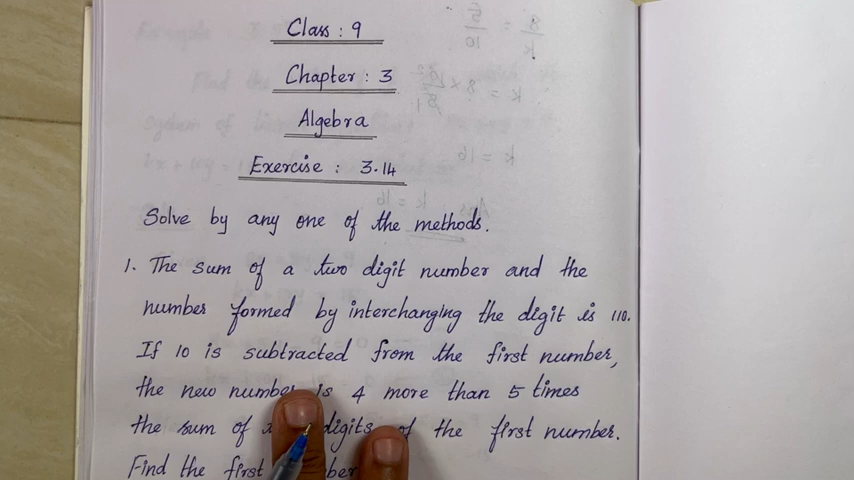 Class : 9
Chapter : 3
Algebra
Exercise : 3.14
Solve by any one of the methods.
1. The sum of a two digit number and the
number formed by interchanging the digit is 110.
If 10 is subtracted from the first number,
the new number is 4 more than 5 times
the sum of digits of the first number.
Find the first